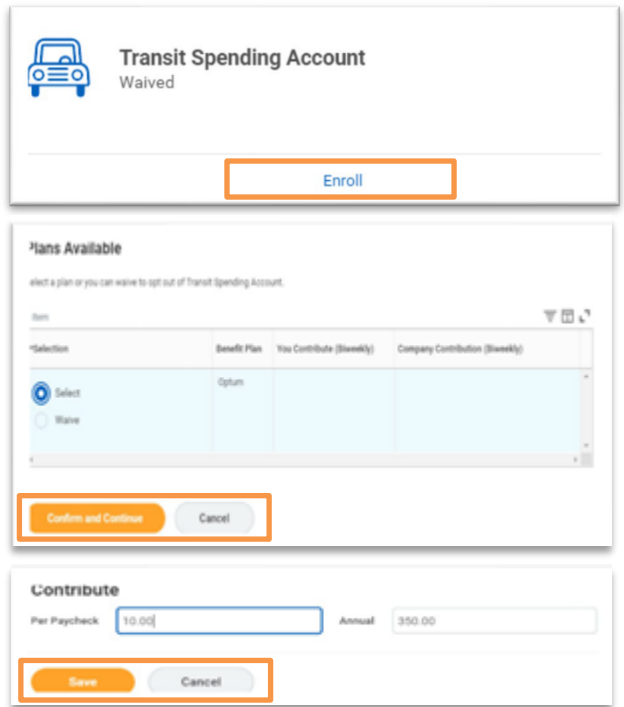 Transit Spending Account
Waived
Enroll
Plans Available
elect a plan or you can waive to opt out of Transit Spending Account.
item
*Selection Benefit Plan You Contribute (Biweekly) Company Contribution (Biweekly)
Select Optum
Waive
Confirm and Continue Cancel
Contribute
Per Paycheck 10.00 Annual 350.00
Save Cancel